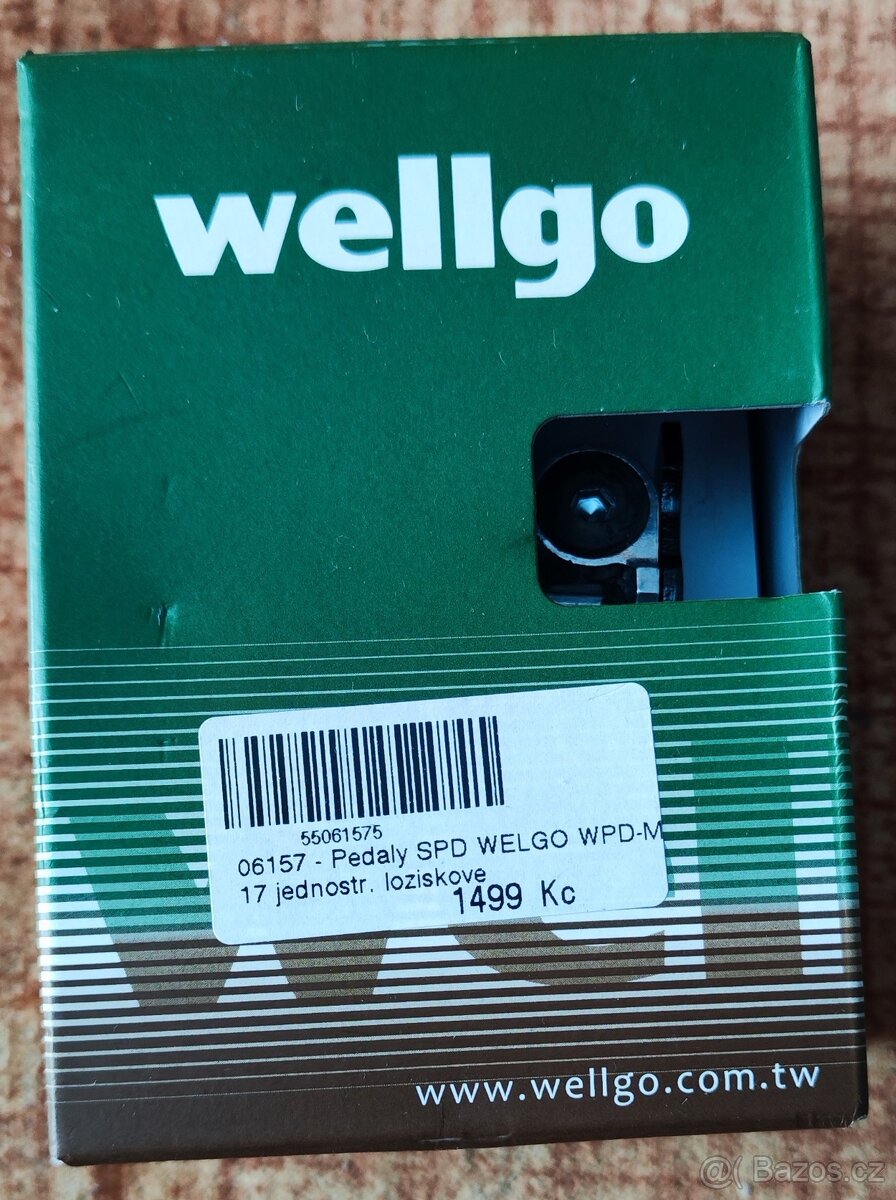 wellgo
55061575
06157 - Pedaly SPD WELGO WPD-M
17 jednostr. loziskove
1499 Kc
www.wellgo.com.tw
@( Bazos.cz